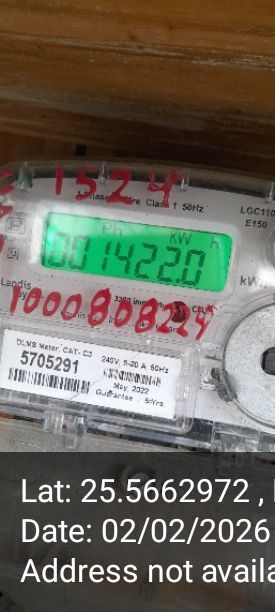 Class 1 50Hz
LGC110
E150
1524
kW h
001422.0
Landis
1000808224
DLMS Meter, CAT- C3
240V, 5-30 A, 50Hz
5705291
May, 2022
Guarantee : 5Yrs
Lat: 25.5662972 ,
Date: 02/02/2026
Address not availa